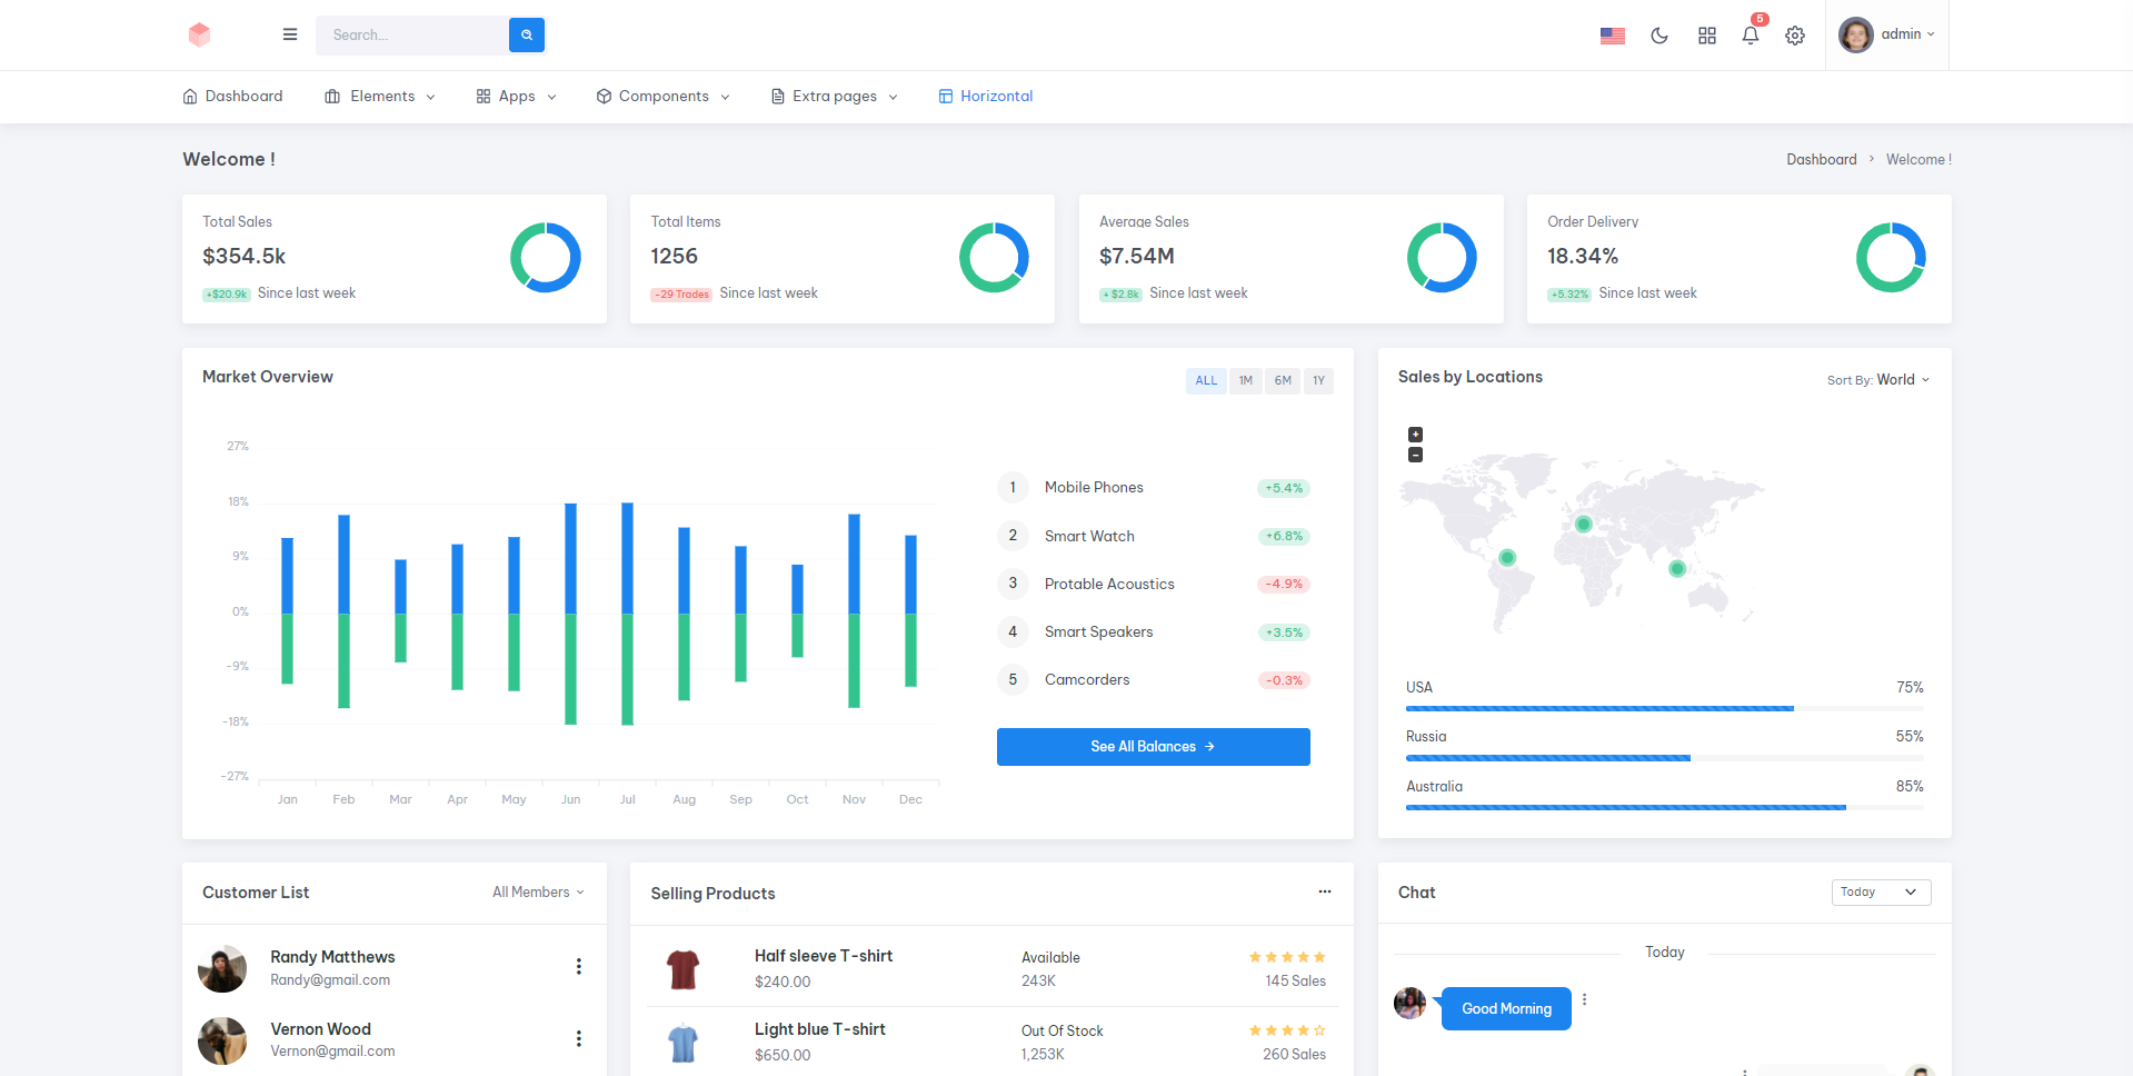 Search...
5
admin
Dashboard
Elements
Apps
Components
Extra pages
Horizontal
Welcome !
Dashboard > Welcome !
Total Sales
$354.5k
+$20.9k Since last week
Total Items
1256
-29 Trades Since last week
Average Sales
$7.54M
+ $2.8k Since last week
Order Delivery
18.34%
+5.32% Since last week
Market Overview
ALL 1M 6M 1Y
27%
18%
9%
0%
-9%
-18%
-27%
Jan Feb Mar Apr May Jun Jul Aug Sep Oct Nov Dec
1 Mobile Phones +5.4%
2 Smart Watch +6.8%
3 Protable Acoustics -4.9%
4 Smart Speakers +3.5%
5 Camcorders -0.3%
See All Balances →
Sales by Locations
Sort By: World
+
−
USA 75%
Russia 55%
Australia 85%
Customer List
All Members
Randy Matthews
Randy@gmail.com
Vernon Wood
Vernon@gmail.com
Selling Products
Half sleeve T-shirt
$240.00
Available
243K
145 Sales
Light blue T-shirt
$650.00
Out Of Stock
1,253K
260 Sales
Chat
Today
Today
Good Morning